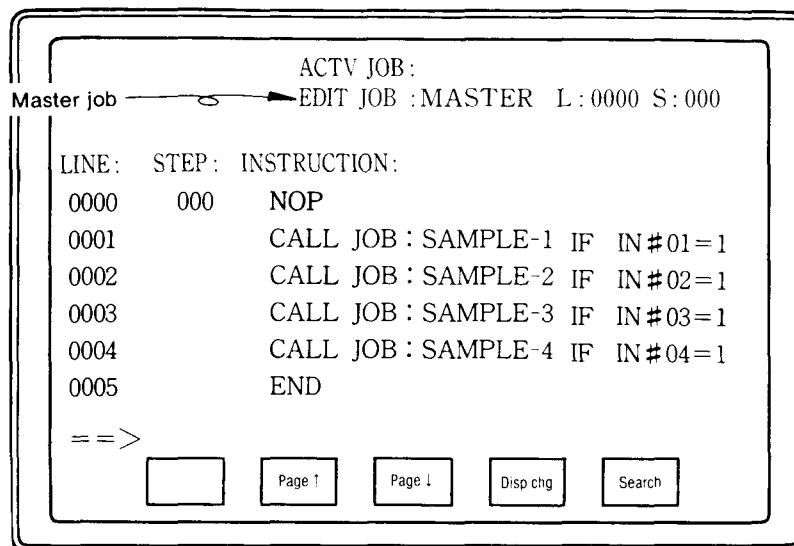 ACTV JOB:
Master job
EDIT JOB :MASTER L:0000 S:000
LINE: STEP: INSTRUCTION:
0000 000 NOP
0001 CALL JOB:SAMPLE-1 IF IN#01=1
0002 CALL JOB:SAMPLE-2 IF IN#02=1
0003 CALL JOB:SAMPLE-3 IF IN#03=1
0004 CALL JOB:SAMPLE-4 IF IN#04=1
0005 END
==>
Page ↑ Page ↓ Disp chg Search